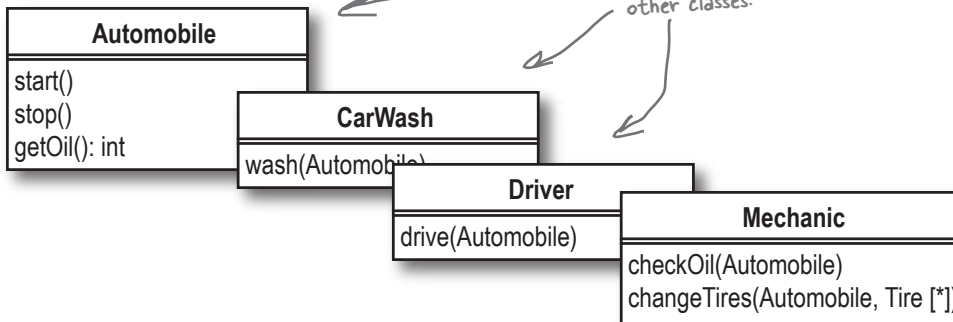 other classes.
Automobile
start()
stop()
getOil(): int
CarWash
wash(Automobile)
Driver
drive(Automobile)
Mechanic
checkOil(Automobile)
changeTires(Automobile, Tire [*])